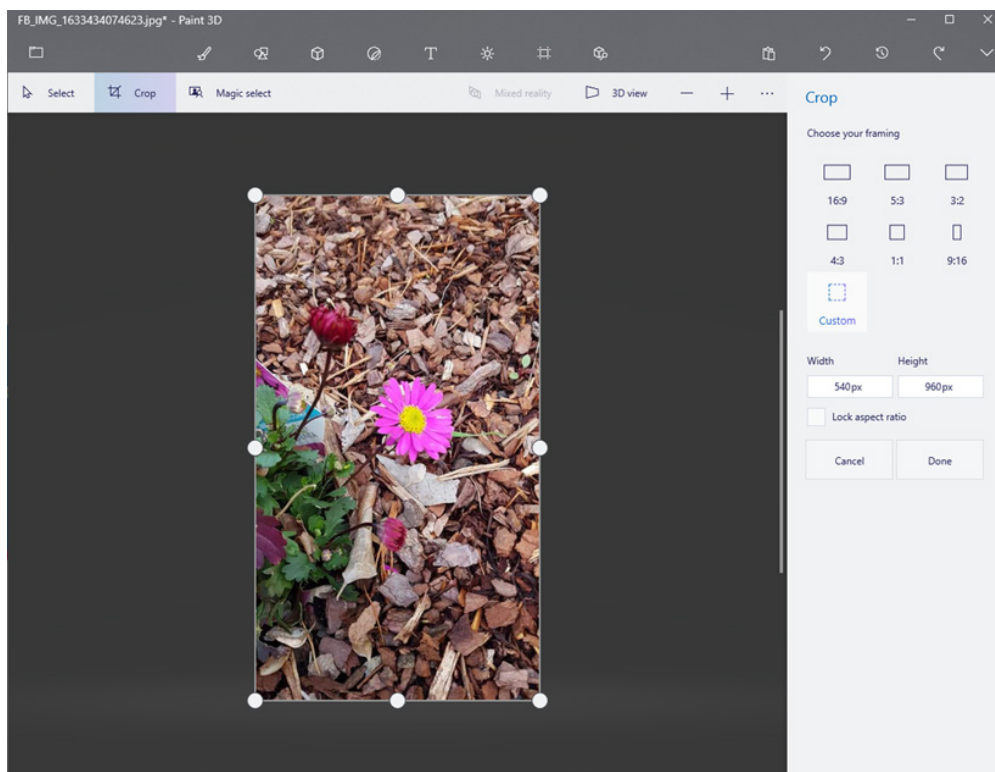 FB_IMG_1633434074623.jpg* - Paint 3D
Select Crop Magic select Mixed reality 3D view
Crop
Choose your framing
16:9 5:3 3:2
4:3 1:1 9:16
Custom
Width Height
540px 960px
Lock aspect ratio
Cancel Done